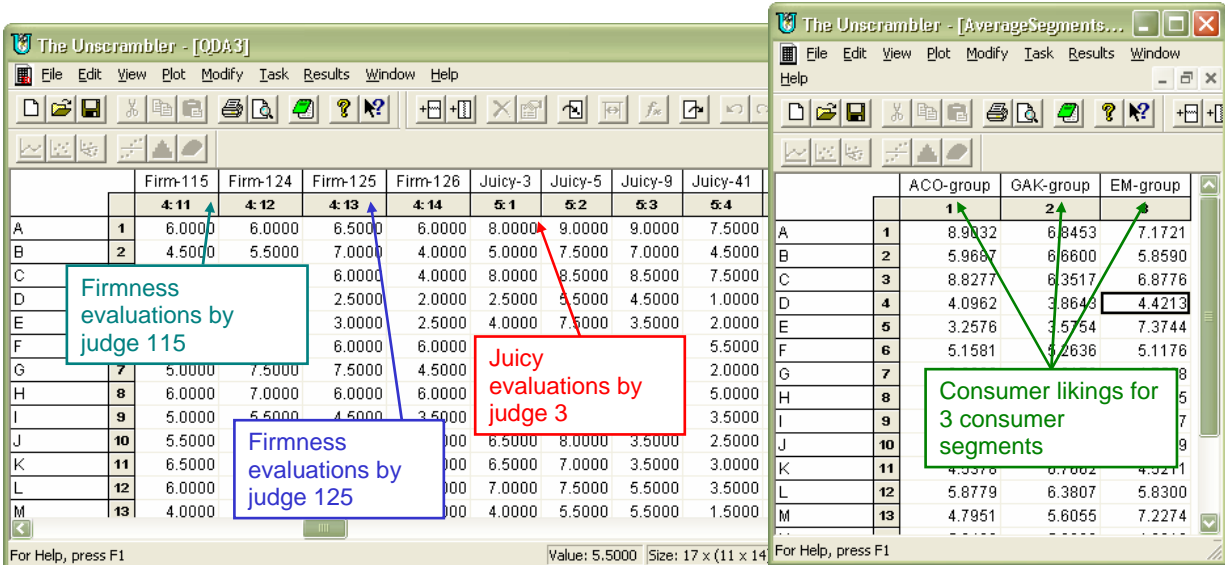 The Unscrambler - [QDA3]
File Edit View Plot Modify Task Results Window Help
Firm-115 Firm-124 Firm-125 Firm-126 Juicy-3 Juicy-5 Juicy-9 Juicy-41
4:11 4:12 4:13 4:14 5:1 5:2 5:3 5:4
A 1 6.0000 6.0000 6.5000 6.0000 8.0000 9.0000 9.0000 7.5000
B 2 4.5000 5.5000 7.0000 4.0000 5.0000 7.5000 7.0000 4.5000
C 6.0000 4.0000 8.0000 8.5000 8.5000 7.5000
D 2.5000 2.0000 2.5000 5.5000 4.5000 1.0000
E 3.0000 2.5000 4.0000 7.5000 3.5000 2.0000
F 6.0000 6.0000 5.5000
G 7 5.0000 7.5000 7.5000 4.5000 2.0000
H 8 6.0000 7.0000 6.0000 6.0000 5.0000
I 9 5.0000 5.5000 4.5000 3.5000 3.5000
J 10 5.5000 6.5000 8.0000 3.5000 2.5000
K 11 6.5000 6.5000 7.0000 3.5000 3.0000
L 12 6.0000 7.0000 7.5000 5.5000 3.5000
M 13 4.0000 4.0000 5.5000 5.5000 1.5000
Firmness
evaluations by
judge 115
Firmness
evaluations by
judge 125
Juicy
evaluations by
judge 3
For Help, press F1 Value: 5.5000 Size: 17 x (11 x 14
The Unscrambler - [AverageSegments...
File Edit View Plot Modify Task Results Window
Help
ACO-group GAK-group EM-group
1 2 3
A 1 8.9032 6.8453 7.1721
B 2 5.9687 6.6600 5.8590
C 3 8.8277 6.3517 6.8776
D 4 4.0962 3.8643 4.4213
E 5 3.2576 3.5754 7.3744
F 6 5.1581 5.2636 5.1176
G 7
H 8
I 9
J 10
K 11
L 12 5.8779 6.3807 5.8300
M 13 4.7951 5.6055 7.2274
Consumer likings for
3 consumer
segments
For Help, press F1